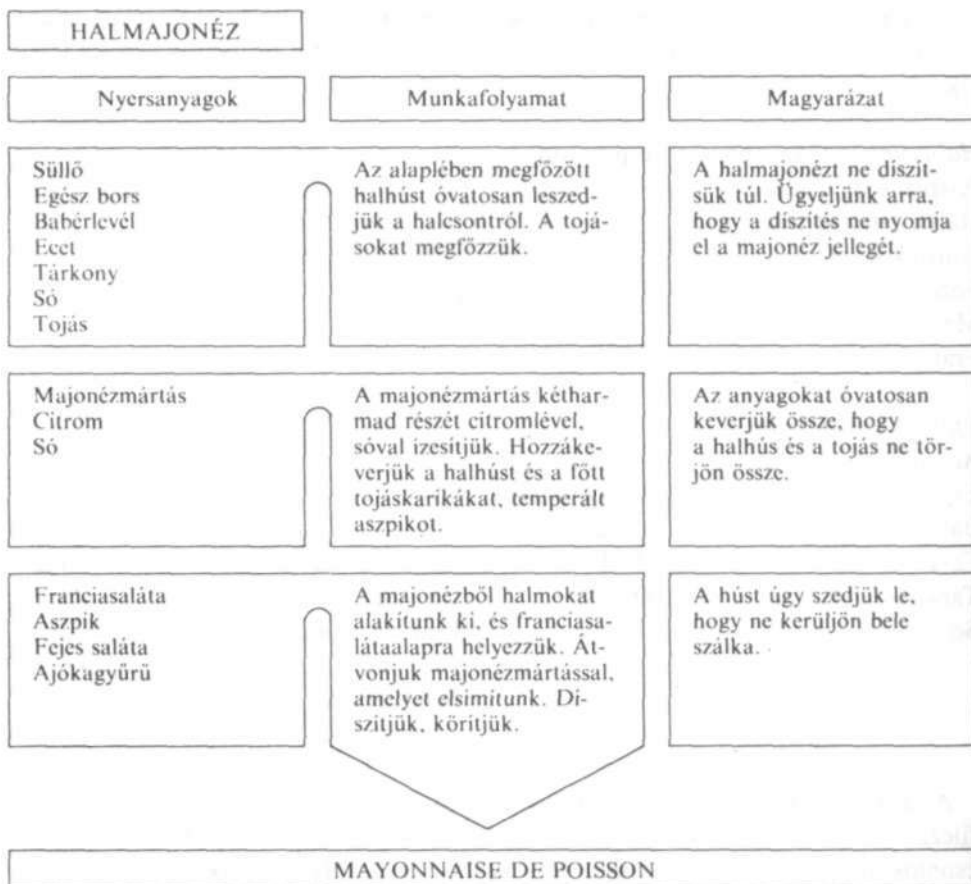 HALMAJONÉZ
Nyersanyagok
Munkafolyamat
Magyarázat
Süllő
Egész bors
Babérlevél
Ecet
Tárkony
Só
Tojás
Az alaplében megfőzött
halhúst óvatosan leszed-
jük a halcsontról. A tojá-
sokat megfőzzük.
A halmajonézt ne díszít-
sük túl. Ügyeljünk arra,
hogy a díszítés ne nyomja
el a majonéz jellegét.
Majonézmártás
Citrom
Só
A majonézmártás kéthar-
mad részét citromlével,
sóval ízesítjük. Hozzáke-
verjük a halhúst és a főtt
tojáskarikákat, temperált
aszpikot.
Az anyagokat óvatosan
keverjük össze, hogy
a halhús és a tojás ne tör-
jön össze.
Franciasaláta
Aszpik
Fejes saláta
Ajókagyűrű
A majonézből halmokat
alakítunk ki, és franciasa-
látaalapra helyezzük. Át-
vonjuk majonézmártással,
amelyet elsimítunk. Dí-
szítjük, körítjük.
A húst úgy szedjük le,
hogy ne kerüljön bele
szálka.
MAYONNAISE DE POISSON